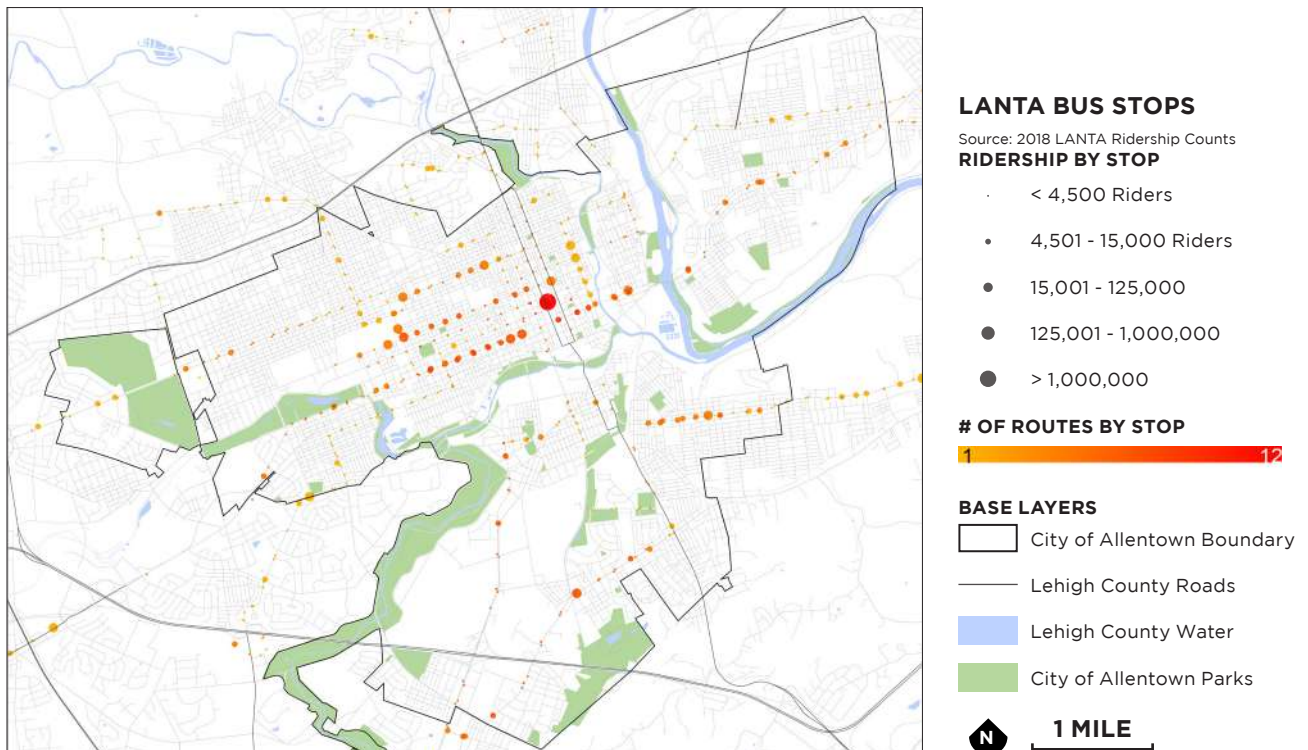 LANTA BUS STOPS
Source: 2018 LANTA Ridership Counts
RIDERSHIP BY STOP
< 4,500 Riders
4,501 - 15,000 Riders
15,001 - 125,000
125,001 - 1,000,000
> 1,000,000
# OF ROUTES BY STOP
1 12
BASE LAYERS
City of Allentown Boundary
Lehigh County Roads
Lehigh County Water
City of Allentown Parks
N 1 MILE